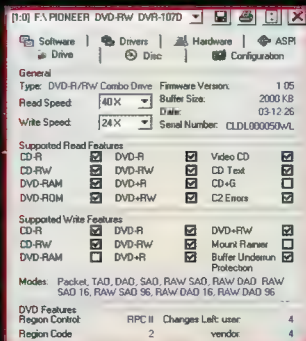 [1:0] F:\ PIONEER DVD-RW DVR-107D
Software Drivers Hardware ASPI
Drive Disc Configuration
General
Type: DVD-R/RW Combo Drive Firmware Version: 1.05
Read Speed: 40 X Buffer Size: 2000 KB
Date: 03-12-26
Write Speed: 24 X Serial Number: CLDL000050WL
Supported Read Features
CD-R DVD-R Video CD
CD-RW DVD-RW CD Text
DVD-RAM DVD+R CD+G
DVD-ROM DVD+RW C2 Errors
Supported Write Features
CD-R DVD-R DVD+RW
CD-RW DVD-RW Mount Rainier
DVD-RAM DVD+R Buffer Underrun
Protection
Modes: Packet, TAO, DAO, SAO, RAW SAO, RAW DAO, RAW
SAO 16, RAW SAO 96, RAW DAO 16, RAW DAO 96
DVD Features
Region Control: RPC II Changes Left: user: 4
Region Code 2 vendor: 4